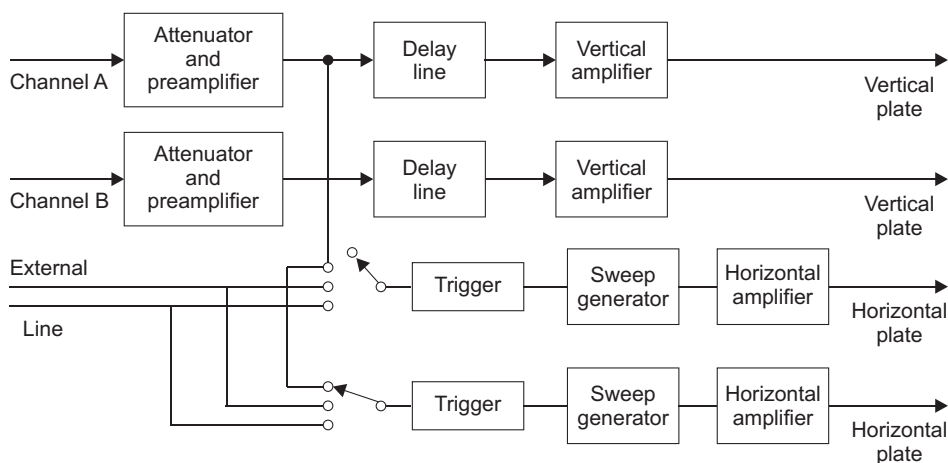 Attenuator
and
preamplifier
Delay
line
Vertical
amplifier
Channel A
Vertical
plate
Attenuator
and
preamplifier
Delay
line
Vertical
amplifier
Channel B
Vertical
plate
External
Trigger
Sweep
generator
Horizontal
amplifier
Line
Horizontal
plate
Trigger
Sweep
generator
Horizontal
amplifier
Horizontal
plate